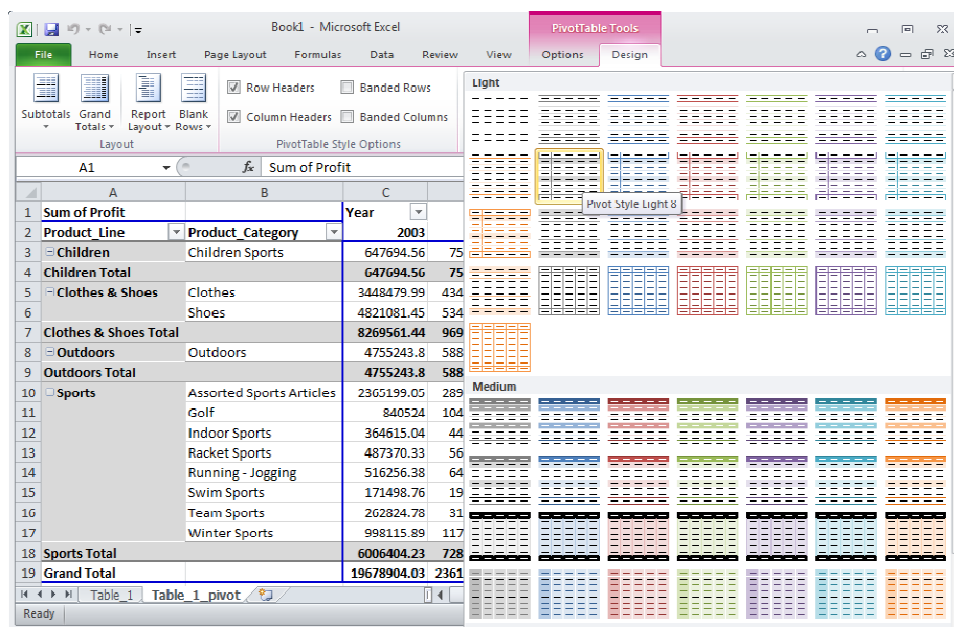 Book1 - Microsoft Excel
PivotTable Tools
File Home Insert Page Layout Formulas Data Review View Options Design
Subtotals
Grand Totals
Report Layout
Blank Rows
Layout
Row Headers
Banded Rows
Column Headers
Banded Columns
PivotTable Style Options
Light
Pivot Style Light 8
Medium
A1 fx Sum of Profit
A B C
1 Sum of Profit Year
2 Product_Line Product_Category 2003
3 Children Children Sports 647694.56 75
4 Children Total 647694.56 75
5 Clothes & Shoes Clothes 3448479.99 434
6 Shoes 4821081.45 534
7 Clothes & Shoes Total 8269561.44 969
8 Outdoors Outdoors 4755243.8 588
9 Outdoors Total 4755243.8 588
10 Sports Assorted Sports Articles 2365199.05 289
11 Golf 840524 104
12 Indoor Sports 364615.04 44
13 Racket Sports 487370.33 56
14 Running - Jogging 516256.38 64
15 Swim Sports 171498.76 19
16 Team Sports 262824.78 31
17 Winter Sports 998115.89 117
18 Sports Total 6006404.23 728
19 Grand Total 19678904.03 2361
Table_1 Table_1_pivot
Ready